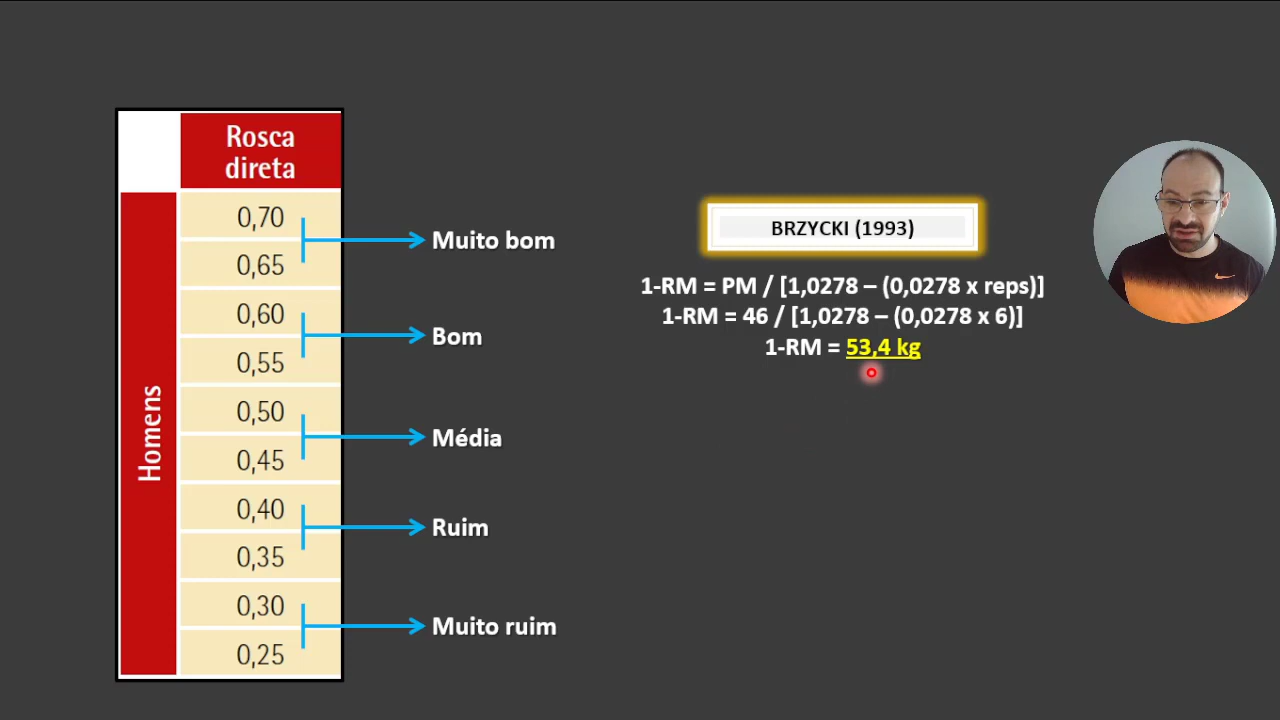 Rosca
direta
Homens
0,70
0,65
0,60
0,55
0,50
0,45
0,40
0,35
0,30
0,25
Muito bom
Bom
Média
Ruim
Muito ruim
BRZYCKI (1993)
1-RM = PM / [1,0278 – (0,0278 x reps)]
1-RM = 46 / [1,0278 – (0,0278 x 6)]
1-RM = 53,4 kg